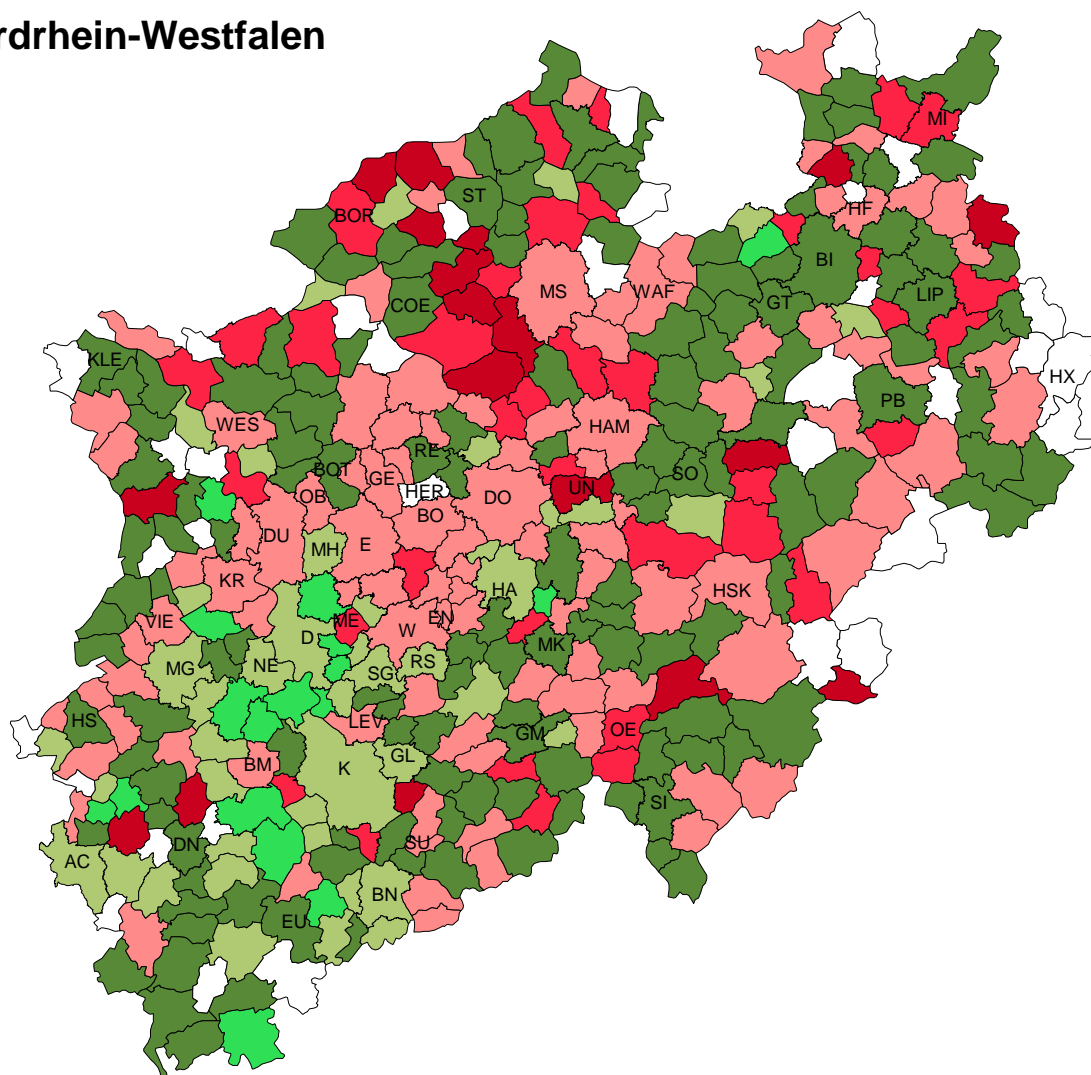 rdrhein-Westfalen
MI
ST
BOR
HF
BI
MS
WAF
LIP
COE
GT
KLE
HX
PB
WES
HAM
RE
BOT
GE
SO
OB
HER
UN
DO
BO
DU
MH
E
KR
HA
HSK
VIE
ME
EN
D
W
MK
MG
NE
SG
RS
HS
LEV
GM
OE
BM
K
GL
SI
DN
SU
AC
BN
EU